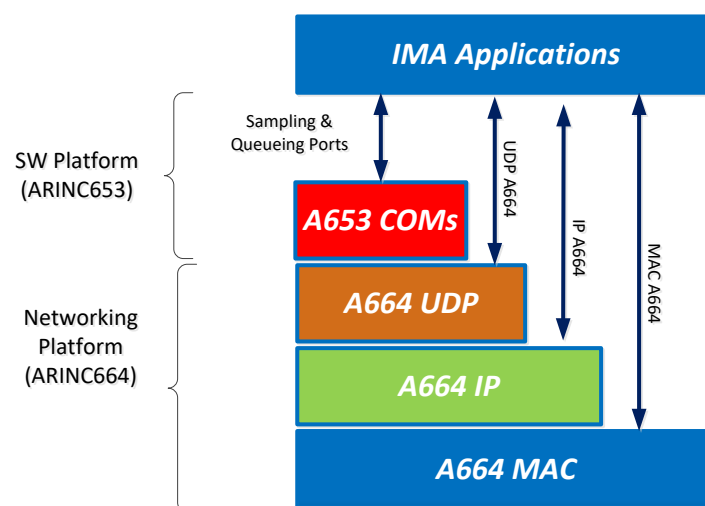 IMA Applications
Sampling &
Queueing Ports
UDP A664
IP A664
MAC A664
SW Platform
(ARINC653)
A653 COMs
A664 UDP
Networking
Platform
(ARINC664)
A664 IP
A664 MAC